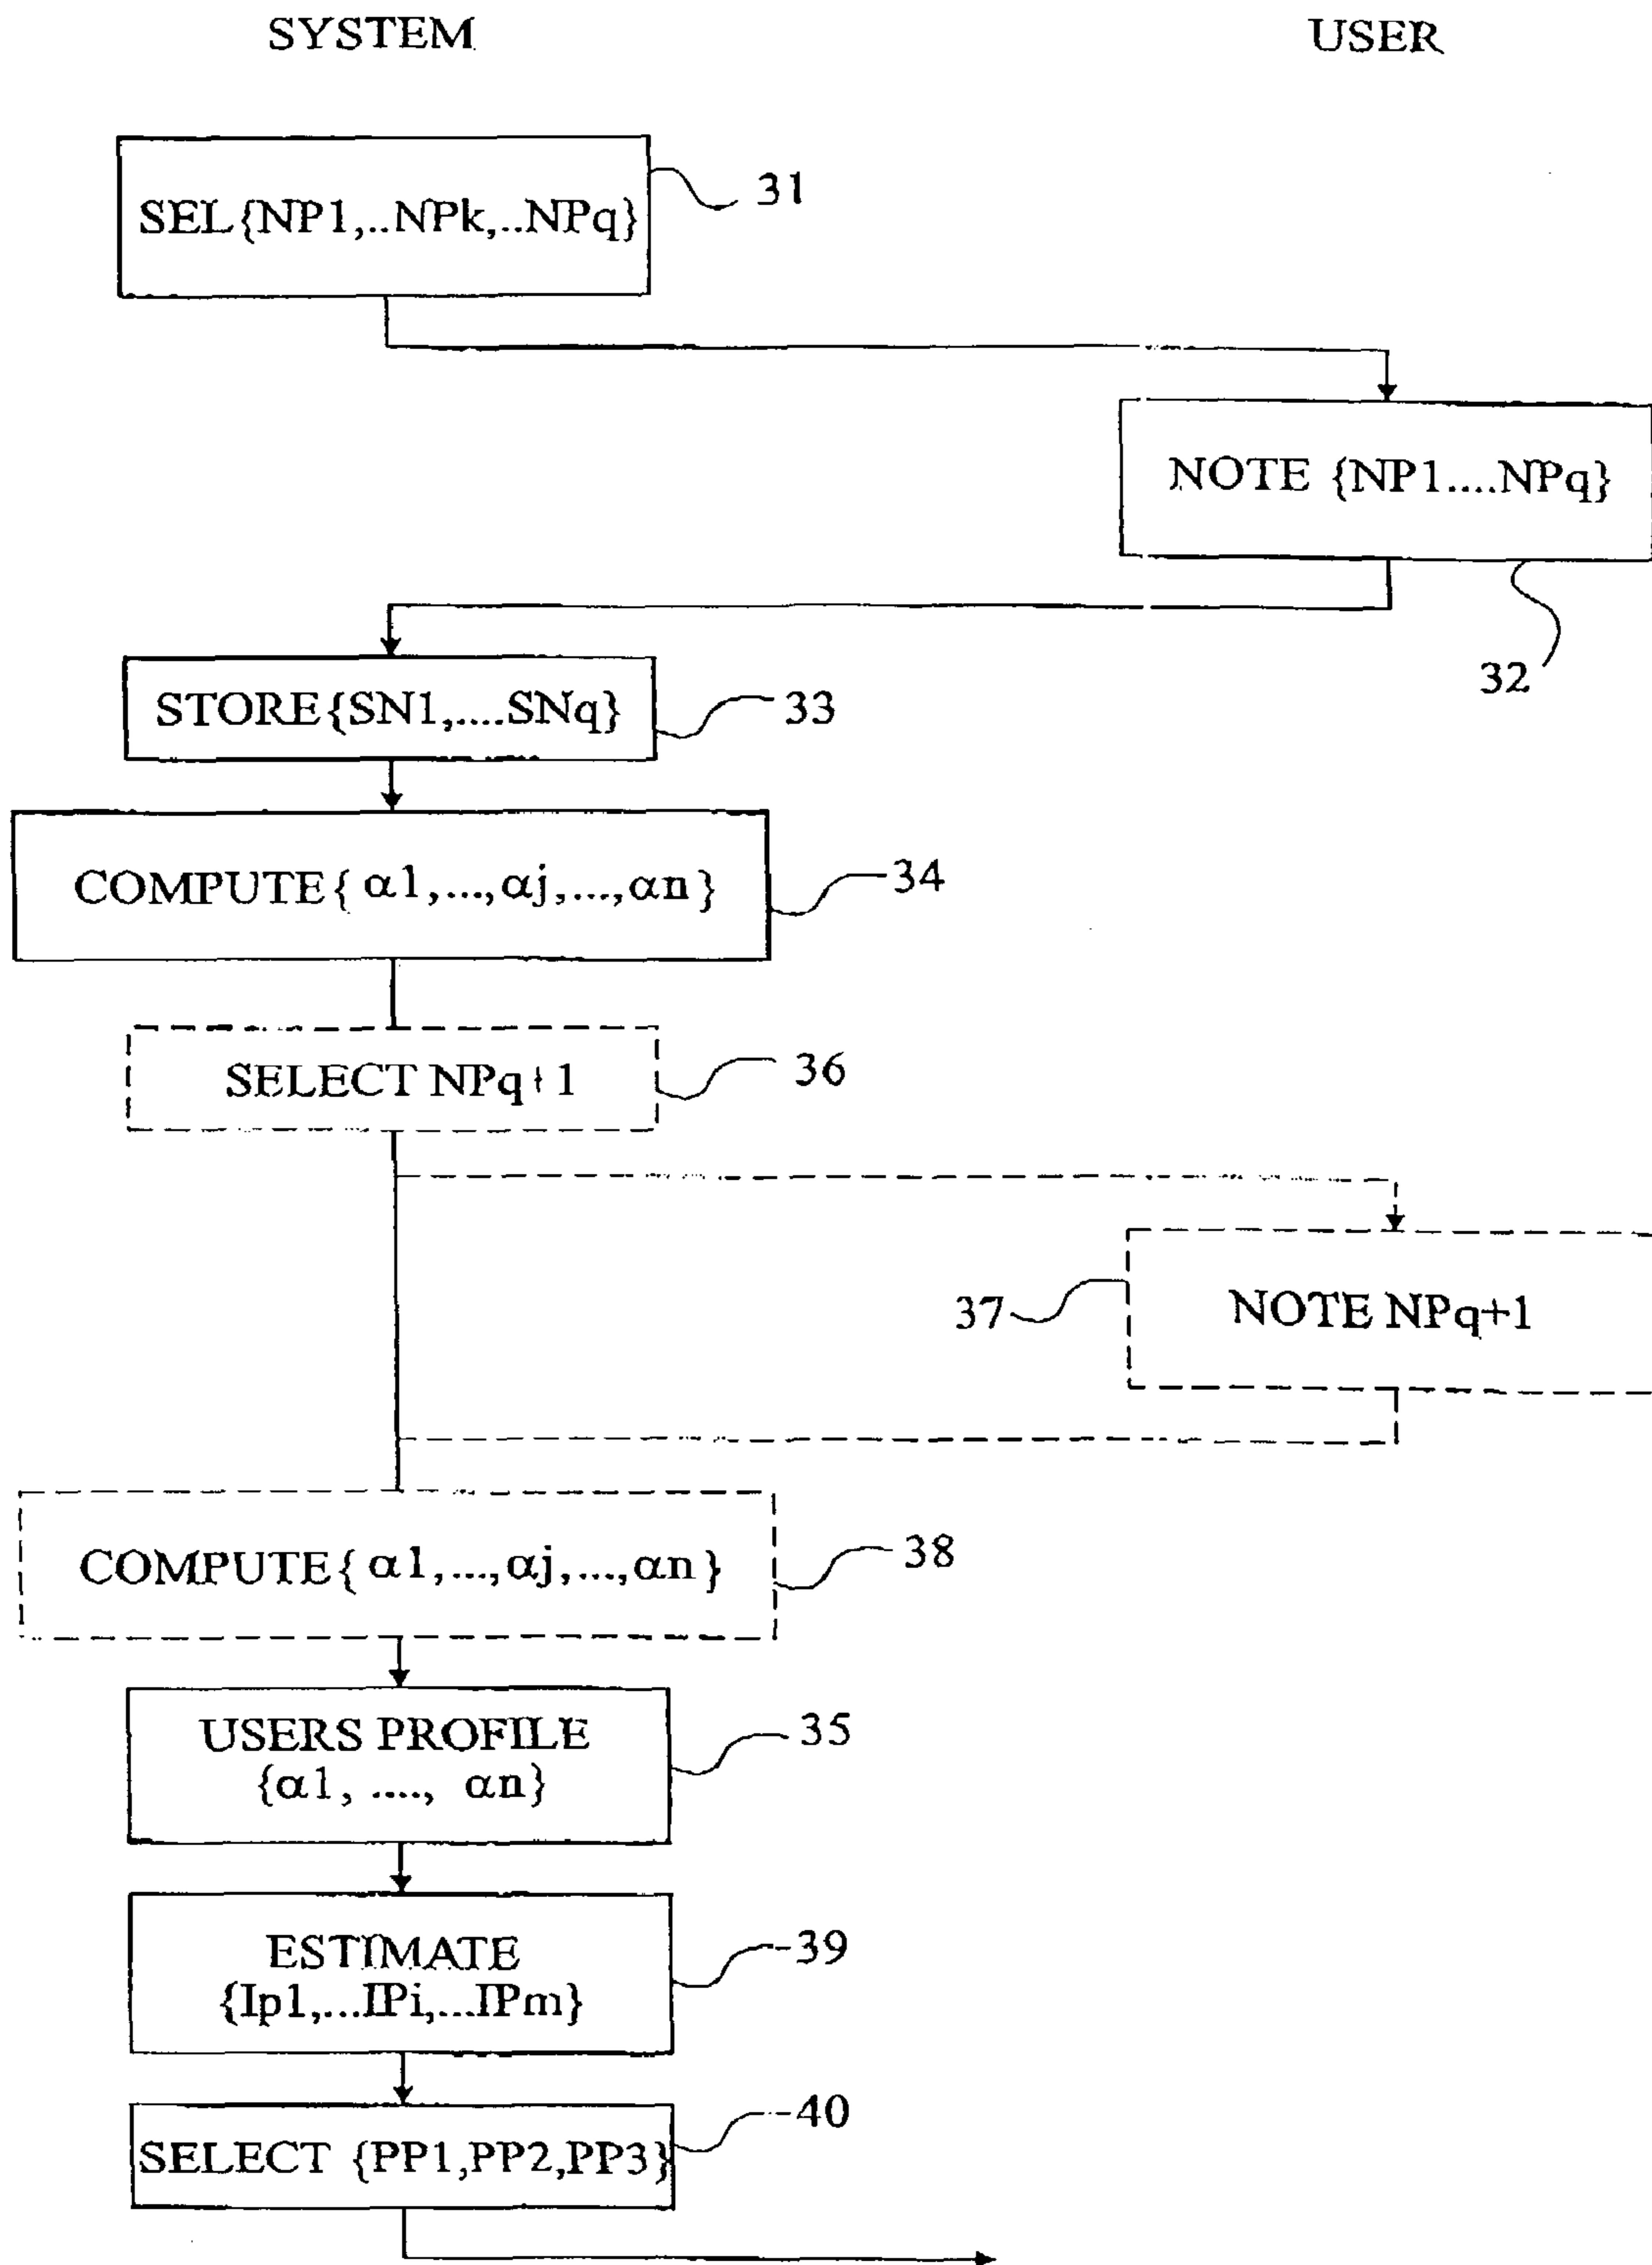 SYSTEM
USER
SEL{NP1,..NPk,..NPq}
31
NOTE {NP1....NPq}
32
STORE{SN1,....SNq}
33
COMPUTE{ α1,...,αj,...,αn }
34
SELECT NPq+1
36
37
NOTE NPq+1
COMPUTE{ α1,...,αj,...,αn }
38
USERS PROFILE
{α1, ...., αn}
35
ESTIMATE
{Ip1,...IPi,...IPm}
39
SELECT {PP1,PP2,PP3}
40